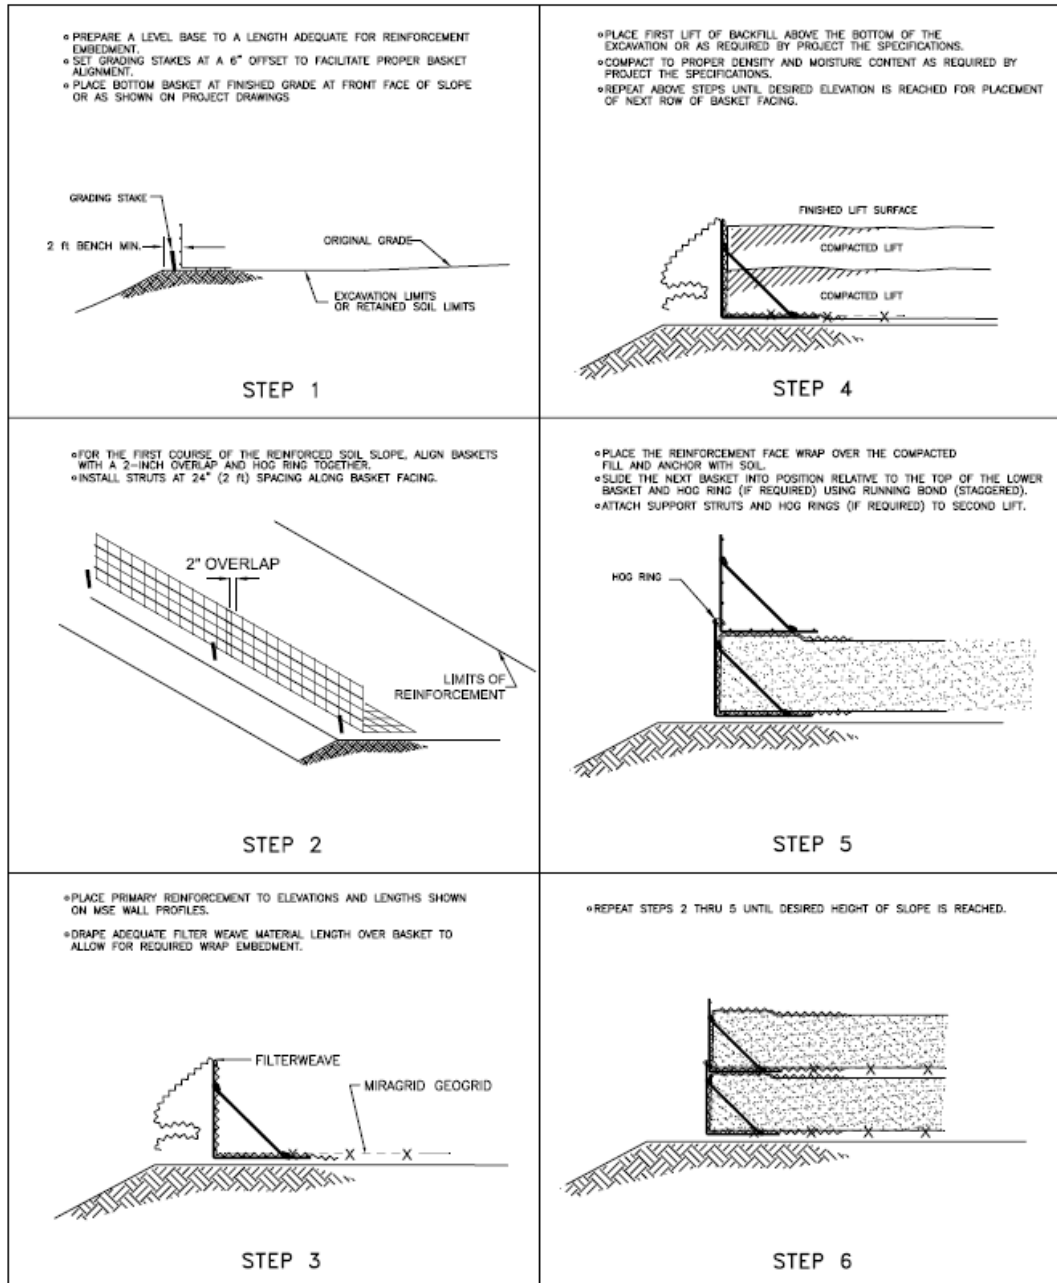 ∘ PREPARE A LEVEL BASE TO A LENGTH ADEQUATE FOR REINFORCEMENT
EMBEDMENT.
∘ SET GRADING STAKES AT A 6" OFFSET TO FACILITATE PROPER BASKET
ALIGNMENT.
∘ PLACE BOTTOM BASKET AT FINISHED GRADE AT FRONT FACE OF SLOPE
OR AS SHOWN ON PROJECT DRAWINGS
GRADING STAKE
2 ft BENCH MIN.
ORIGINAL GRADE
EXCAVATION LIMITS
OR RETAINED SOIL LIMITS
STEP 1
∘FOR THE FIRST COURSE OF THE REINFORCED SOIL SLOPE, ALIGN BASKETS
WITH A 2-INCH OVERLAP AND HOG RING TOGETHER.
∘INSTALL STRUTS AT 24" (2 ft) SPACING ALONG BASKET FACING.
2" OVERLAP
LIMITS OF
REINFORCEMENT
STEP 2
∘PLACE PRIMARY REINFORCEMENT TO ELEVATIONS AND LENGTHS SHOWN
ON MSE WALL PROFILES.
∘DRAPE ADEQUATE FILTER WEAVE MATERIAL LENGTH OVER BASKET TO
ALLOW FOR REQUIRED WRAP EMBEDMENT.
FILTERWEAVE
MIRAGRID GEOGRID
STEP 3
∘PLACE FIRST LIFT OF BACKFILL ABOVE THE BOTTOM OF THE
EXCAVATION OR AS REQUIRED BY PROJECT THE SPECIFICATIONS.
∘COMPACT TO PROPER DENSITY AND MOISTURE CONTENT AS REQUIRED BY
PROJECT THE SPECIFICATIONS.
∘REPEAT ABOVE STEPS UNTIL DESIRED ELEVATION IS REACHED FOR PLACEMENT
OF NEXT ROW OF BASKET FACING.
FINISHED LIFT SURFACE
COMPACTED LIFT
COMPACTED LIFT
STEP 4
∘PLACE THE REINFORCEMENT FACE WRAP OVER THE COMPACTED
FILL AND ANCHOR WITH SOIL.
∘SLIDE THE NEXT BASKET INTO POSITION RELATIVE TO THE TOP OF THE LOWER
BASKET AND HOG RING (IF REQUIRED) USING RUNNING BOND (STAGGERED).
∘ATTACH SUPPORT STRUTS AND HOG RINGS (IF REQUIRED) TO SECOND LIFT.
HOG RING
STEP 5
∘REPEAT STEPS 2 THRU 5 UNTIL DESIRED HEIGHT OF SLOPE IS REACHED.
STEP 6